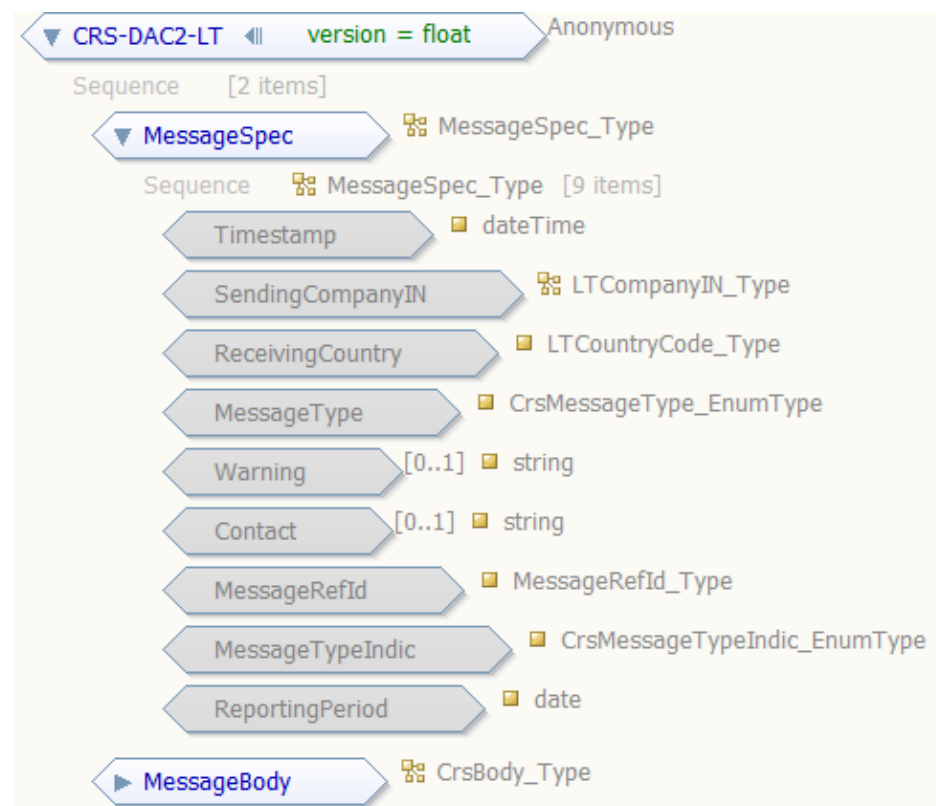 CRS-DAC2-LT version = float Anonymous
Sequence [2 items]
MessageSpec MessageSpec_Type
Sequence MessageSpec_Type [9 items]
Timestamp dateTime
SendingCompanyIN LTCompanyIN_Type
ReceivingCountry LTCountryCode_Type
MessageType CrsMessageType_EnumType
Warning [0..1] string
Contact [0..1] string
MessageRefId MessageRefId_Type
MessageTypeIndic CrsMessageTypeIndic_EnumType
ReportingPeriod date
MessageBody CrsBody_Type